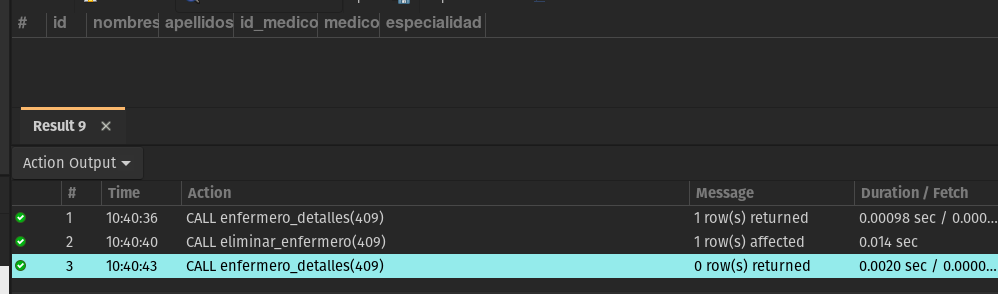 # id nombres apellidos id_medico medico especialidad
Result 9 ×
Action Output
# Time Action Message Duration / Fetch
1 10:40:36 CALL enfermero_detalles(409) 1 row(s) returned 0.00098 sec / 0.000...
2 10:40:40 CALL eliminar_enfermero(409) 1 row(s) affected 0.014 sec
3 10:40:43 CALL enfermero_detalles(409) 0 row(s) returned 0.0020 sec / 0.0000...